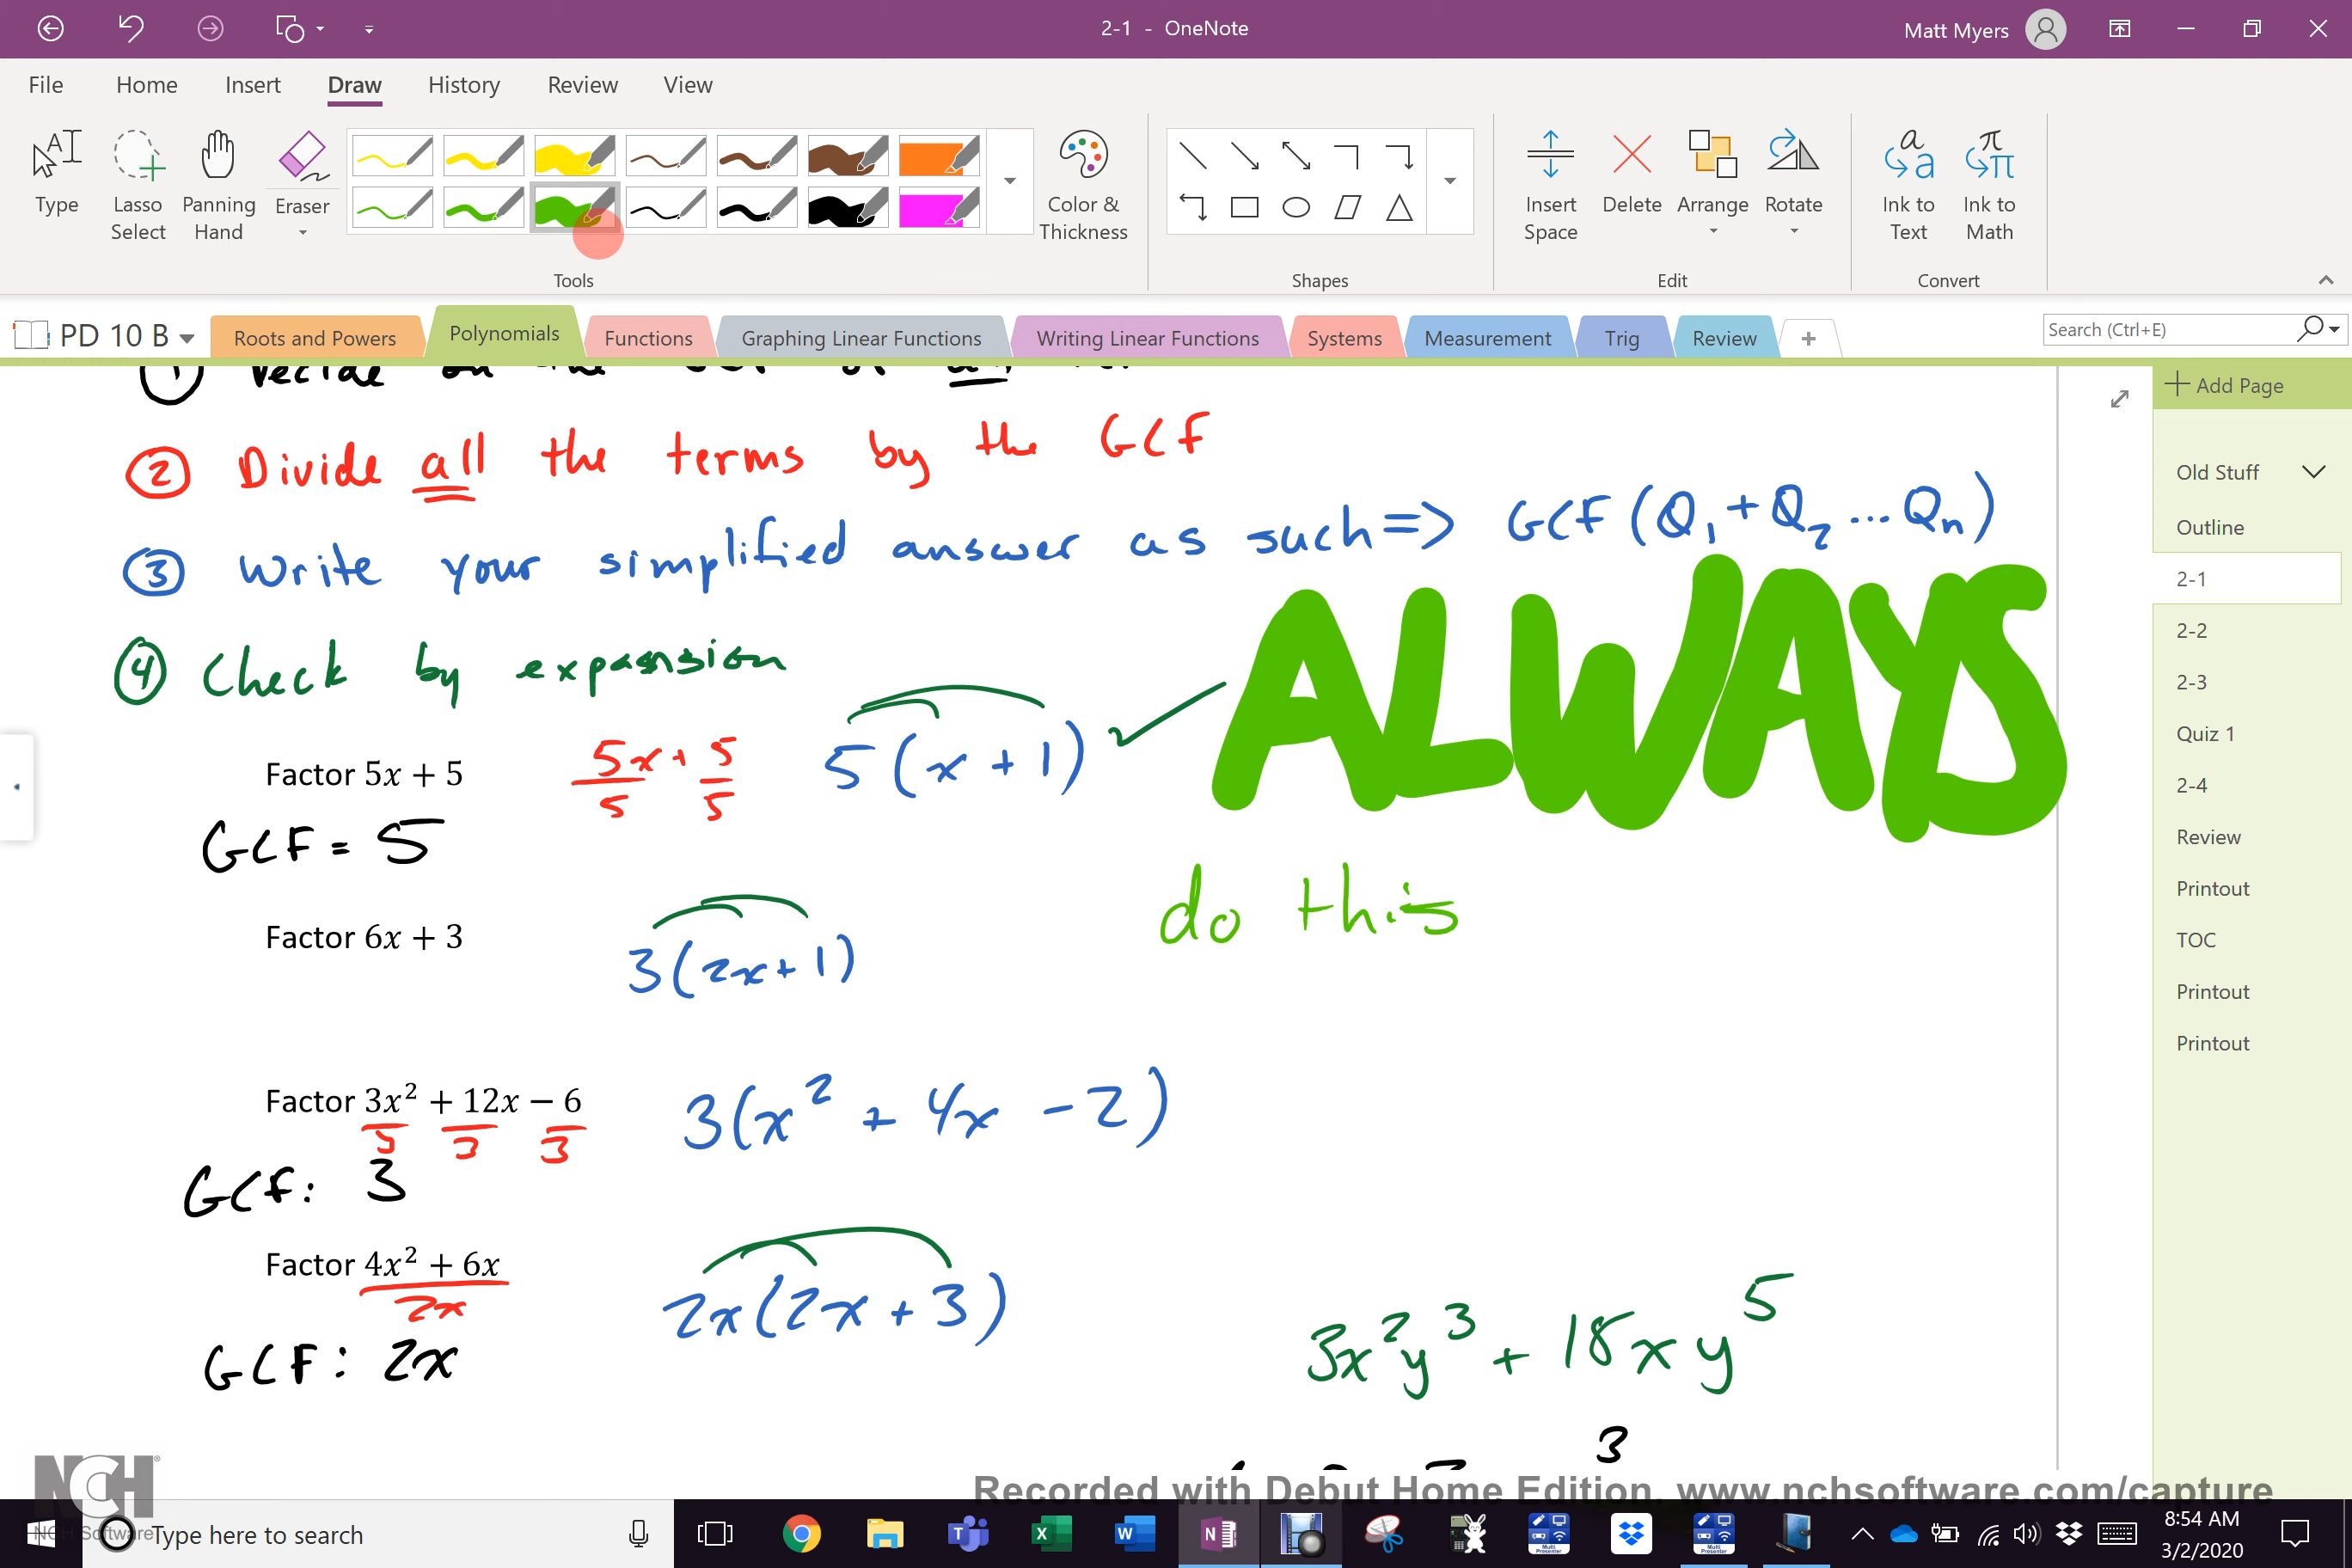 2-1 - OneNote
Matt Myers
File Home Insert Draw History Review View
Type
Lasso Select
Panning Hand
Eraser
Color & Thickness
Insert Space
Delete
Arrange
Rotate
Ink to Text
Ink to Math
Tools Shapes Edit Convert
PD 10 B Roots and Powers Polynomials Functions Graphing Linear Functions Writing Linear Functions Systems Measurement Trig Review
Search (Ctrl+E)
② Divide all the terms by the GCF
③ Write your simplified answer as such => GCF (Q₁ + Q₂ ... Qₙ)
④ Check by expansion
ALWAYS
do this
Factor 5x + 5
5x/5 + 5/5
5(x + 1) ✓
GCF = 5
Factor 6x + 3
3(2x + 1)
Factor 3x² + 12x − 6
3 3 3
3(x² + 4x − 2)
GCF: 3
Factor 4x² + 6x
2x
2x(2x + 3)
GCF: 2x
3x²y³ + 18xy⁵
3
Add Page
Old Stuff
Outline
2-1
2-2
2-3
Quiz 1
2-4
Review
Printout
TOC
Printout
Printout
NCH
NCH Software
Recorded with Debut Home Edition. www.nchsoftware.com/capture
Type here to search
8:54 AM
3/2/2020